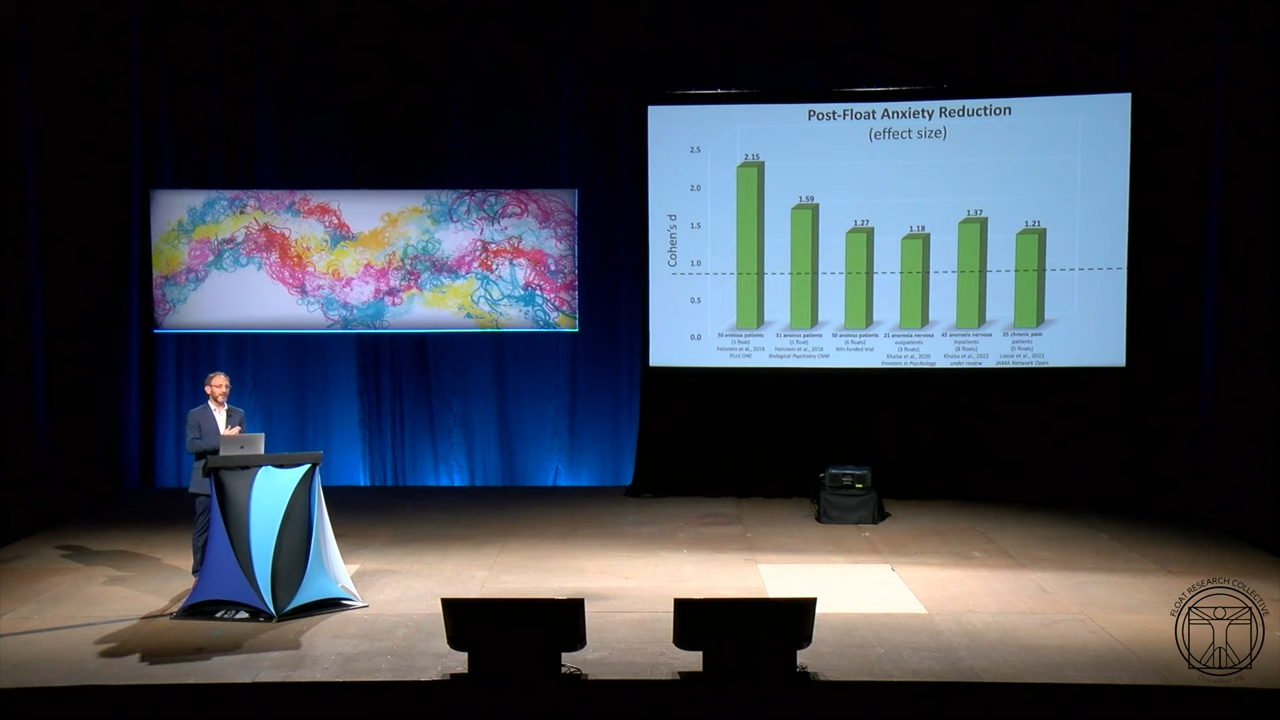 Post-Float Anxiety Reduction
(effect size)
2.5
2.0
1.5
1.0
0.5
0.0
Cohen's d
2.15
1.59
1.27
1.18
1.37
1.21
50 anxious patients
(1 float)
Feinstein et al., 2018
PLoS ONE
31 anxious patients
(1 float)
Feinstein et al., 2018
Biological Psychiatry CNNI
50 anxious patients
(6 floats)
NIH-funded trial
21 anorexia nervosa
outpatients
(3 floats)
Khalsa et al., 2020
Frontiers in Psychology
45 anorexia nervosa
inpatients
(8 floats)
Khalsa et al., 2022
under review
25 chronic pain
patients
(5 floats)
Loose et al., 2021
JAMA Network Open
FLOAT RESEARCH COLLECTIVE